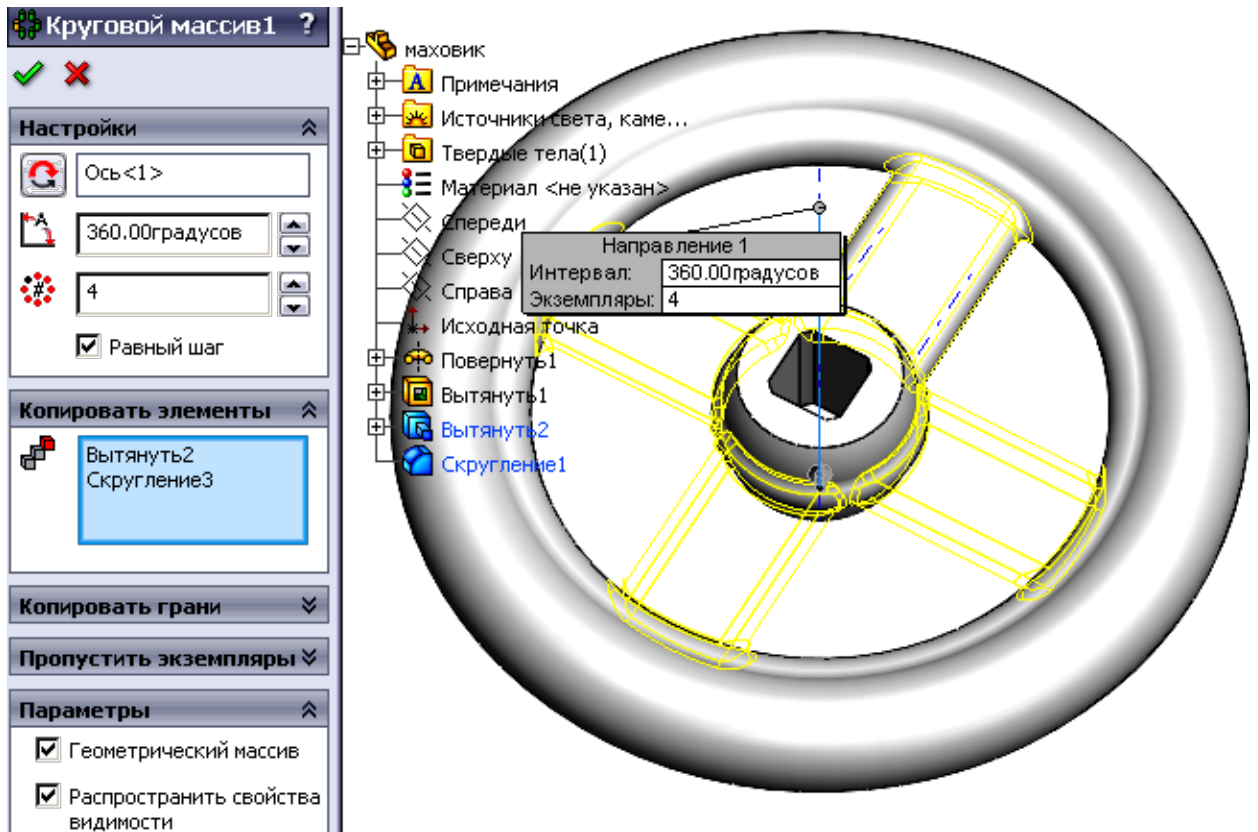 Круговой массив1 ?
Настройки
Ось<1>
360.00градусов
4
Равный шаг
Копировать элементы
Вытянуть2
Скругление3
Копировать грани
Пропустить экземпляры
Параметры
Геометрический массив
Распространить свойства
видимости
маховик
Примечания
Источники света, каме...
Твердые тела(1)
Материал <не указан>
Спереди
Сверху
Справа
Исходная точка
Повернуть1
Вытянуть1
Вытянуть2
Скругление1
Направление 1
Интервал: 360.00градусов
Экземпляры: 4